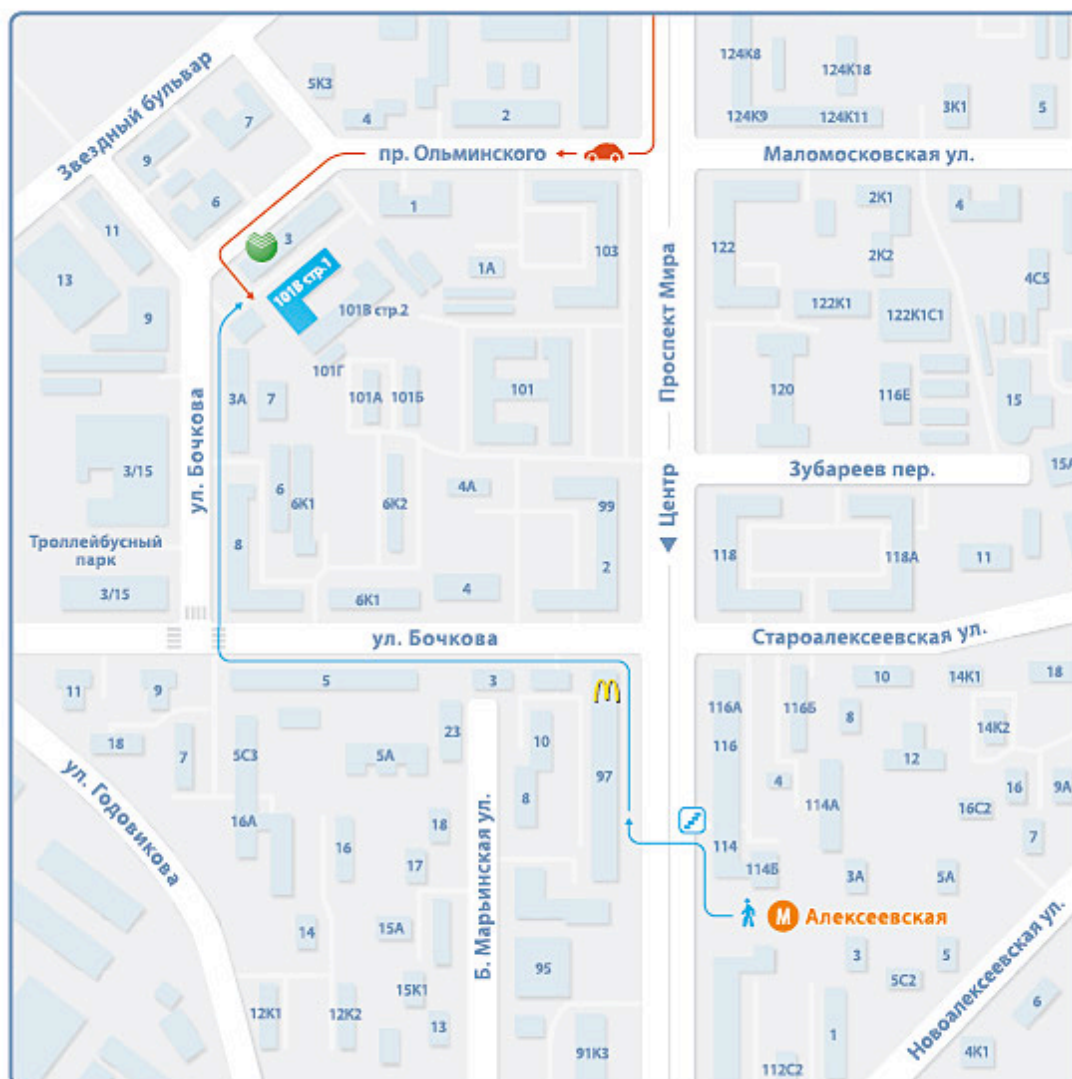 124К8
124К18
5К3
3К1
5
4
2
124К9
124К11
7
Звездный бульвар
9
пр. Ольминского
Маломосковская ул.
6
1
2К1
4
11
3
103
122
13
1А
2К2
4С5
101В стр.1
101В стр.2
122К1
122К1С1
9
Проспект Мира
101Г
3А
7
101А
101Б
101
120
116Е
15
ул. Бочкова
3/15
Зубареев пер.
15А
6
6К1
6К2
4А
99
Центр
Троллейбусный
парк
8
118
118А
11
3/15
6К1
4
2
ул. Бочкова
Староалексеевская ул.
11
9
5
3
10
14К1
18
116А
116Б
8
14К2
18
7
5С3
5А
23
10
116
12
ул. Годовикова
8
97
4
114А
16
9А
16А
16
18
16С2
7
Б. Марьинская ул.
17
114
114Б
3А
5А
14
15А
М Алексеевская
95
3
5
5С2
Новоалексеевская ул.
12К1
12К2
15К1
13
6
1
91К3
112С2
4К1